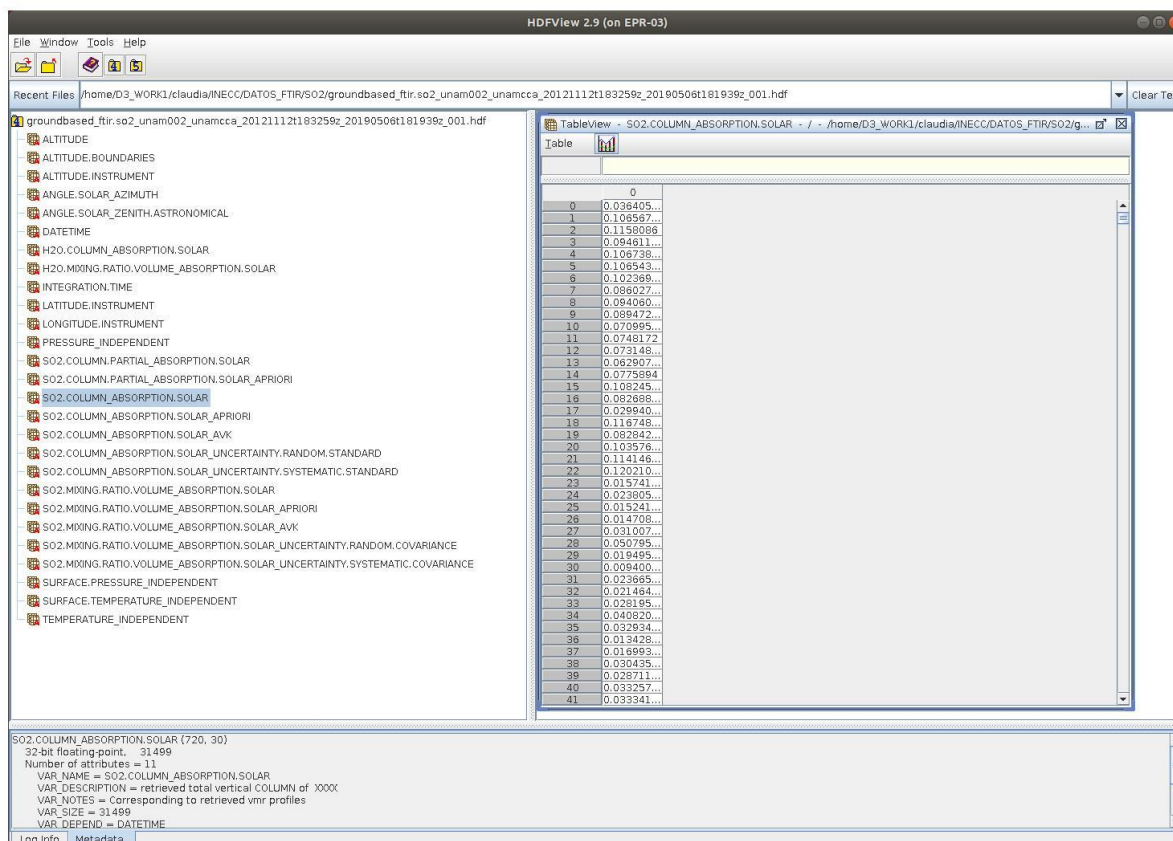 HDFView 2.9 (on EPR-03)
File Window Tools Help
Recent Files /home/D3_WORK1/claudia/INECC/DATOS_FTIR/SO2/groundbased_ftir.so2_unam002_unamcca_20121112t183259z_20190506t181939z_001.hdf Clear Te
groundbased_ftir.so2_unam002_unamcca_20121112t183259z_20190506t181939z_001.hdf
ALTITUDE
ALTITUDE.BOUNDARIES
ALTITUDE.INSTRUMENT
ANGLE.SOLAR_AZIMUTH
ANGLE.SOLAR_ZENITH.ASTRONOMICAL
DATETIME
H2O.COLUMN_ABSORPTION.SOLAR
H2O.MIXING.RATIO.VOLUME_ABSORPTION.SOLAR
INTEGRATION.TIME
LATITUDE.INSTRUMENT
LONGITUDE.INSTRUMENT
PRESSURE_INDEPENDENT
SO2.COLUMN.PARTIAL_ABSORPTION.SOLAR
SO2.COLUMN.PARTIAL_ABSORPTION.SOLAR_APRIORI
SO2.COLUMN_ABSORPTION.SOLAR
SO2.COLUMN_ABSORPTION.SOLAR_APRIORI
SO2.COLUMN_ABSORPTION.SOLAR_AVK
SO2.COLUMN_ABSORPTION.SOLAR_UNCERTAINTY.RANDOM.STANDARD
SO2.COLUMN_ABSORPTION.SOLAR_UNCERTAINTY.SYSTEMATIC.STANDARD
SO2.MIXING.RATIO.VOLUME_ABSORPTION.SOLAR
SO2.MIXING.RATIO.VOLUME_ABSORPTION.SOLAR_APRIORI
SO2.MIXING.RATIO.VOLUME_ABSORPTION.SOLAR_AVK
SO2.MIXING.RATIO.VOLUME_ABSORPTION.SOLAR_UNCERTAINTY.RANDOM.COVARIANCE
SO2.MIXING.RATIO.VOLUME_ABSORPTION.SOLAR_UNCERTAINTY.SYSTEMATIC.COVARIANCE
SURFACE.PRESSURE_INDEPENDENT
SURFACE.TEMPERATURE_INDEPENDENT
TEMPERATURE_INDEPENDENT
TableView - SO2.COLUMN_ABSORPTION.SOLAR - / - /home/D3_WORK1/claudia/INECC/DATOS_FTIR/SO2/g...
Table
0
0 0.036405...
1 0.106567...
2 0.1158086
3 0.094611...
4 0.106738...
5 0.106543...
6 0.102369...
7 0.086027...
8 0.094060...
9 0.089472...
10 0.070995...
11 0.0748172
12 0.073148...
13 0.062907...
14 0.0775894
15 0.108245...
16 0.082688...
17 0.029940...
18 0.116748...
19 0.082842...
20 0.103576...
21 0.114146...
22 0.120210...
23 0.015741...
24 0.023805...
25 0.015241...
26 0.014708...
27 0.031007...
28 0.050795...
29 0.019495...
30 0.009400...
31 0.023665...
32 0.021464...
33 0.028195...
34 0.040820...
35 0.032934...
36 0.013428...
37 0.016993...
38 0.030435...
39 0.028711...
40 0.033257...
41 0.033341...
SO2.COLUMN_ABSORPTION.SOLAR (720, 30)
32-bit floating-point, 31499
Number of attributes = 11
VAR_NAME = SO2.COLUMN_ABSORPTION.SOLAR
VAR_DESCRIPTION = retrieved total vertical COLUMN of XXXX
VAR_NOTES = Corresponding to retrieved vmr profiles
VAR_SIZE = 31499
VAR_DEPEND = DATETIME
Log Info Metadata